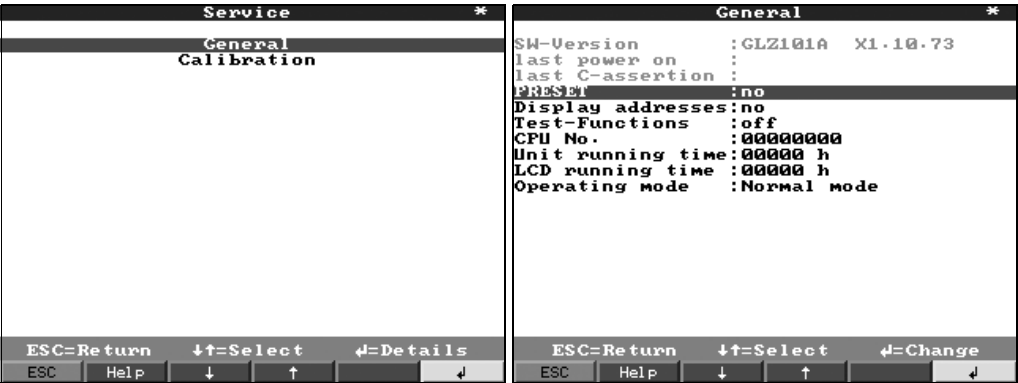 Service *
General
Calibration
ESC=Return ↓↑=Select ↲=Details
ESC Help ↓ ↑ ↲
General *
SW-Version :GLZ101A X1.10.73
last power on :
last C-assertion :
PRESET :no
Display addresses:no
Test-Functions :off
CPU No. :00000000
Unit running time:00000 h
LCD running time :00000 h
Operating mode :Normal mode
ESC=Return ↓↑=Select ↲=Change
ESC Help ↓ ↑ ↲